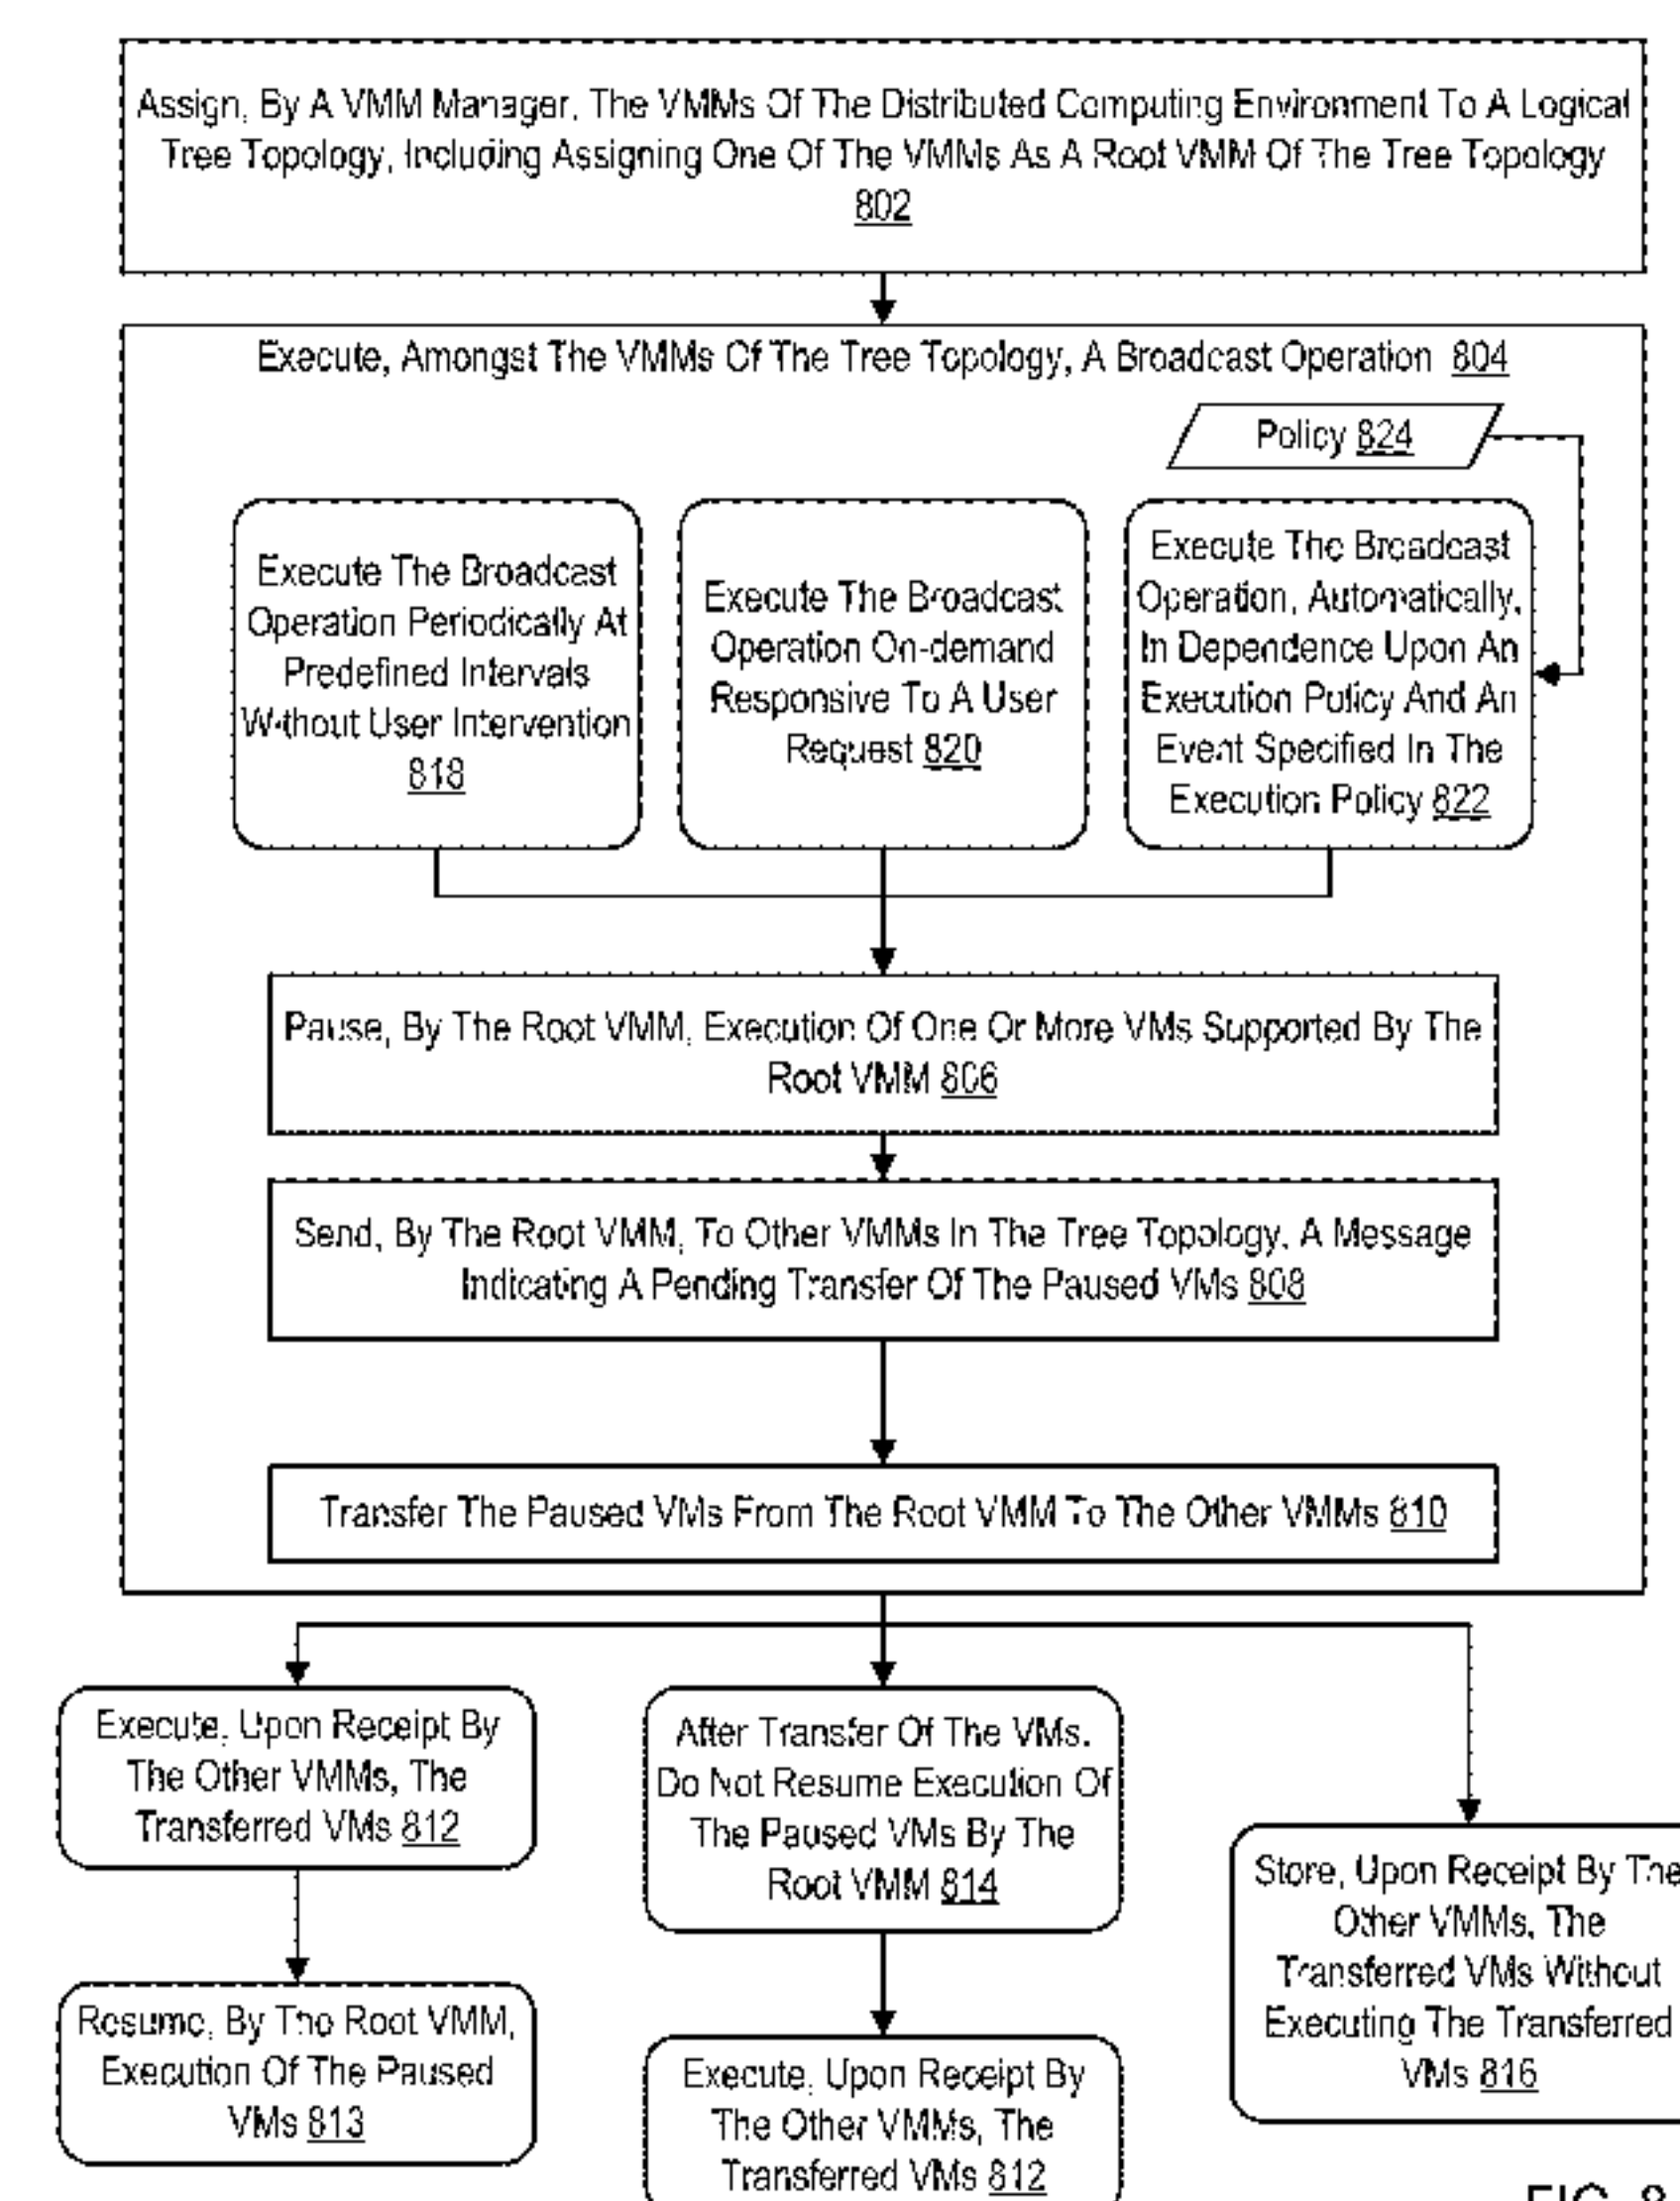 Assign, By A VMM Manager, The VMMs Of The Distributed Computing Environment To A Logical
Tree Topology, Including Assigning One Of The VMMs As A Root VMM Of The Tree Topology
802
Execute, Amongst The VMMs Of The Tree Topology, A Broadcast Operation 804
Policy 824
Execute The Broadcast
Operation Periodically At
Predefined Intervals
Without User Intervention
818
Execute The Broadcast
Operation On-demand
Responsive To A User
Request 820
Execute The Broadcast
Operation, Automatically,
In Dependence Upon An
Execution Policy And An
Event Specified In The
Execution Policy 822
Pause, By The Root VMM, Execution Of One Or More VMs Supported By The
Root VMM 806
Send, By The Root VMM, To Other VMMs In The Tree Topology, A Message
Indicating A Pending Transfer Of The Paused VMs 808
Transfer The Paused VMs From The Root VMM To The Other VMMs 810
Execute, Upon Receipt By
The Other VMMs, The
Transferred VMs 812
Resume, By The Root VMM,
Execution Of The Paused
VMs 813
After Transfer Of The VMs.
Do Not Resume Execution Of
The Paused VMs By The
Root VMM 814
Execute, Upon Receipt By
The Other VMMs, The
Transferred VMs 812
Store, Upon Receipt By The
Other VMMs, The
Transferred VMs Without
Executing The Transferred
VMs 816
FIG. 8